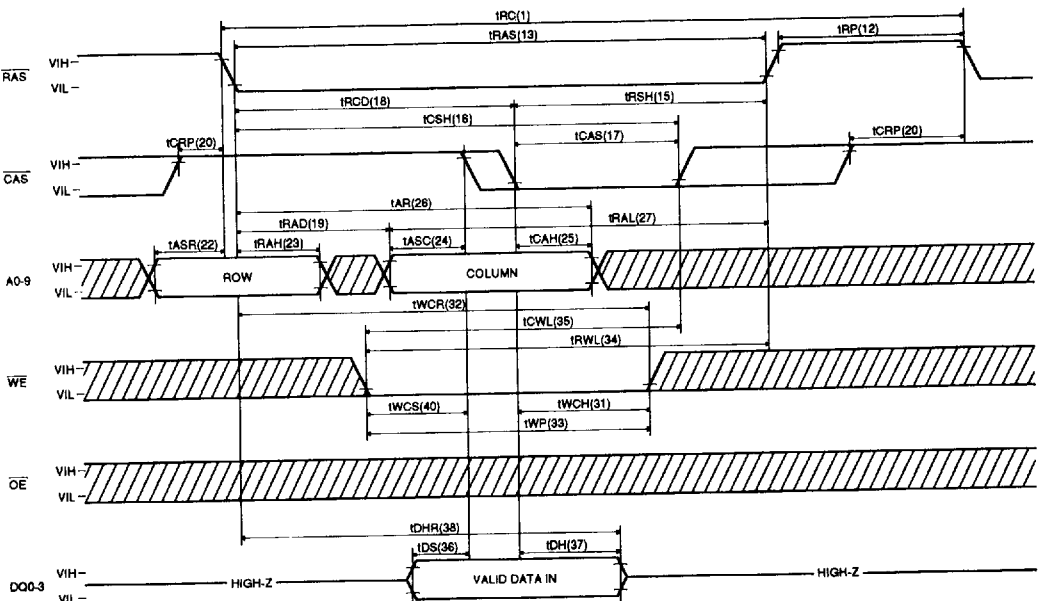 tRC(1)
tRAS(13)
tRP(12)
RAS
VIH
VIL
tRCD(18)
tRSH(15)
tCSH(16)
tCAS(17)
tCRP(20)
tCRP(20)
CAS
VIH
VIL
tAR(26)
tRAD(19)
tRAL(27)
tASR(22)
tRAH(23)
tASC(24)
tCAH(25)
A0-9
VIH
VIL
ROW
COLUMN
tWCR(32)
tCWL(35)
tRWL(34)
WE
VIH
VIL
tWCS(40)
tWCH(31)
tWP(33)
OE
VIH
VIL
tDHR(38)
tDS(36)
tDH(37)
DQ0-3
VIH
VIL
HIGH-Z
VALID DATA IN
HIGH-Z